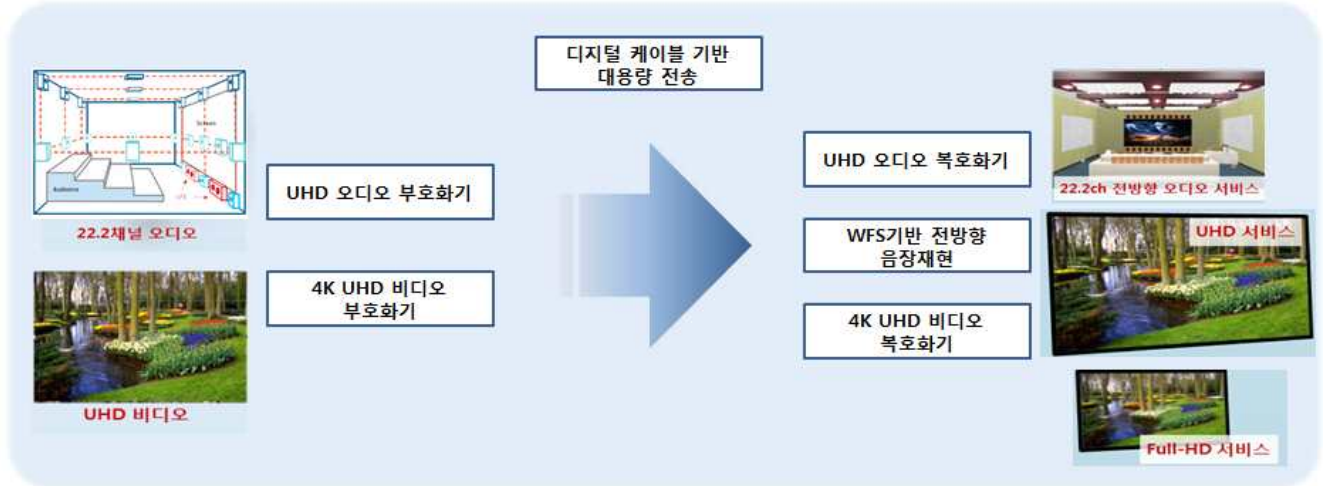 디지털 케이블 기반
대용량 전송
Screen
Audience
LFE
22.2채널 오디오
UHD 오디오 부호화기
4K UHD 비디오
부호화기
UHD 비디오
UHD 오디오 복호화기
WFS기반 전방향
음장재현
4K UHD 비디오
복호화기
22.2ch 전방향 오디오 서비스
UHD 서비스
Full-HD 서비스